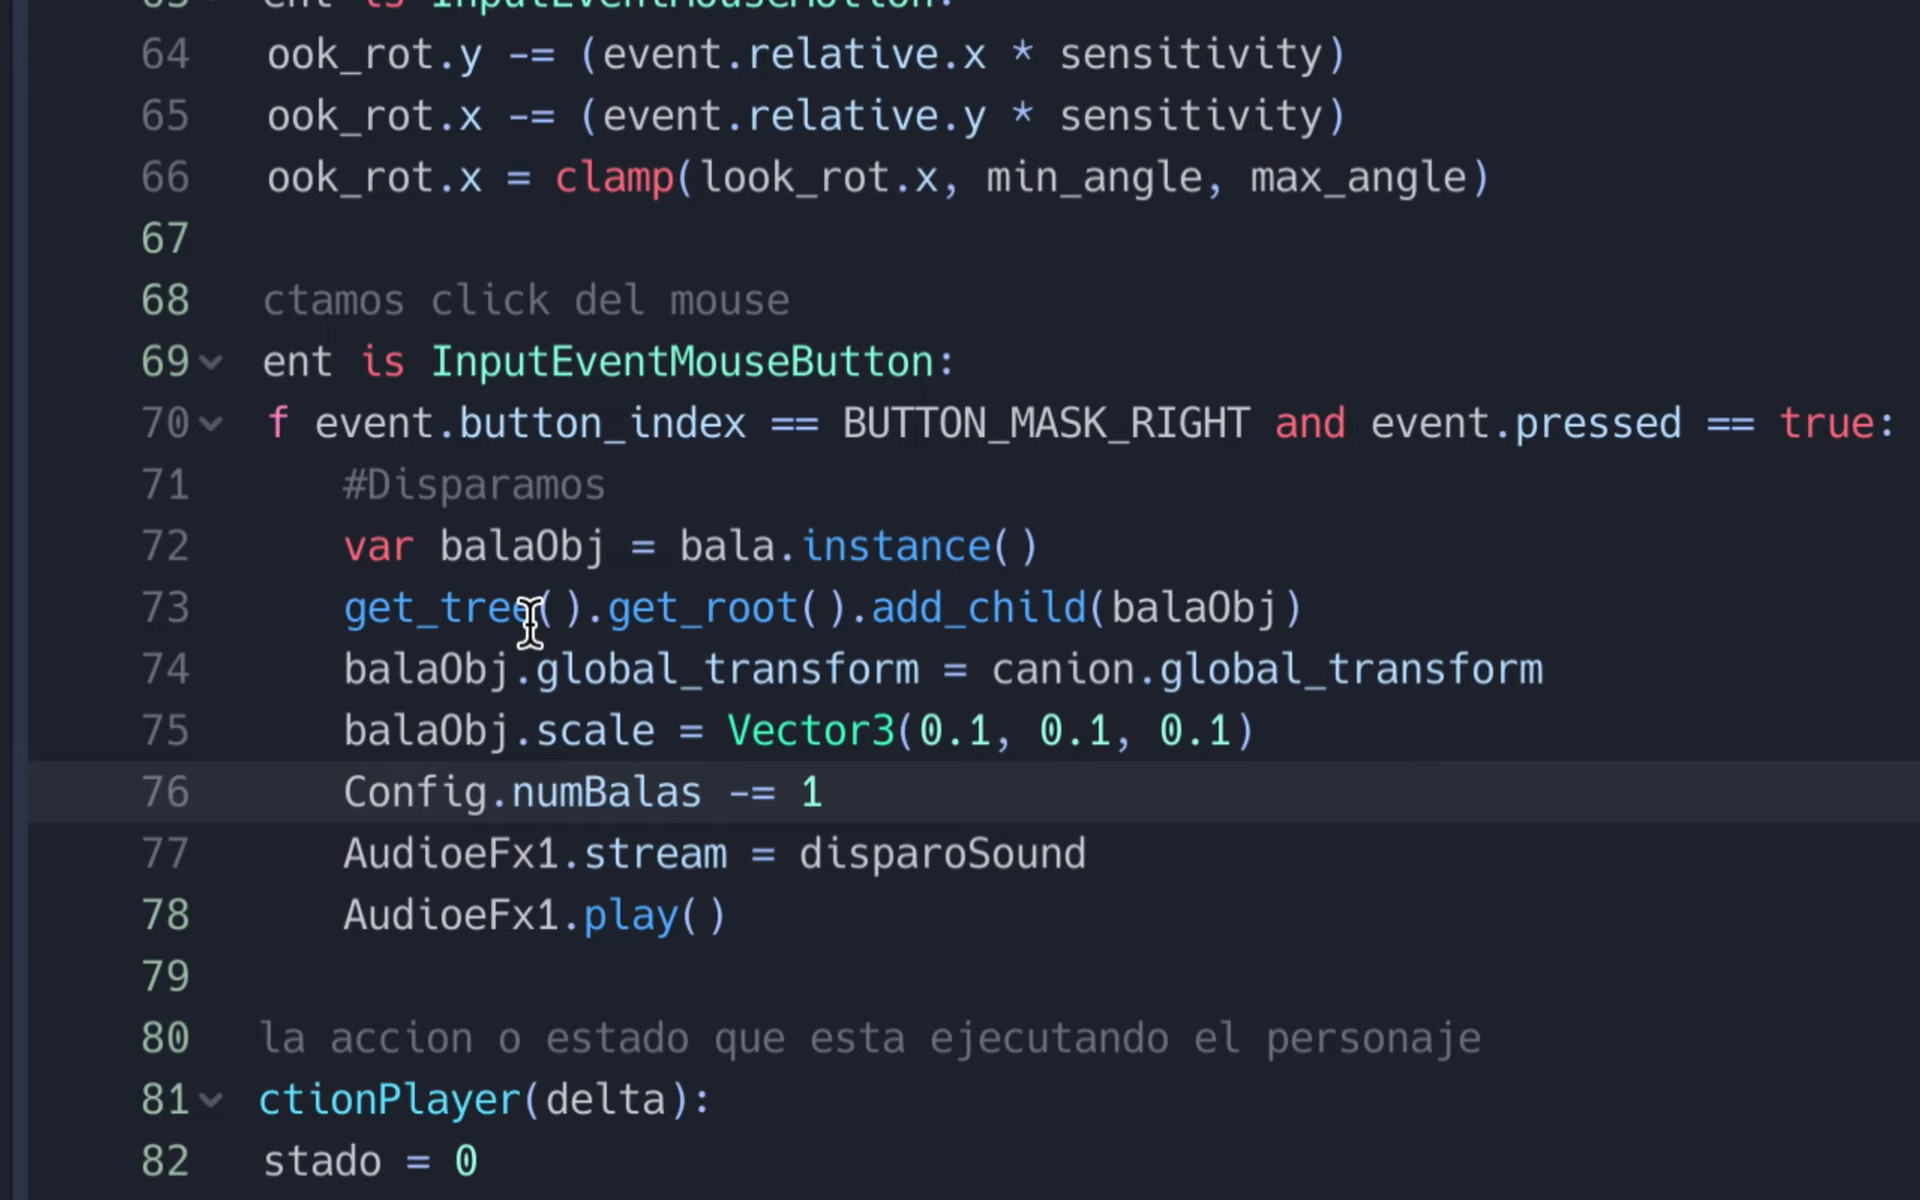 ent is InputEventMouseMotion:
64 ook_rot.y -= (event.relative.x * sensitivity)
65 ook_rot.x -= (event.relative.y * sensitivity)
66 ook_rot.x = clamp(look_rot.x, min_angle, max_angle)
67
68 ctamos click del mouse
69 ent is InputEventMouseButton:
70 f event.button_index == BUTTON_MASK_RIGHT and event.pressed == true:
71 #Disparamos
72 var balaObj = bala.instance()
73 get_tree().get_root().add_child(balaObj)
74 balaObj.global_transform = canion.global_transform
75 balaObj.scale = Vector3(0.1, 0.1, 0.1)
76 Config.numBalas -= 1
77 AudioeFx1.stream = disparoSound
78 AudioeFx1.play()
79
80 la accion o estado que esta ejecutando el personaje
81 ctionPlayer(delta):
82 stado = 0